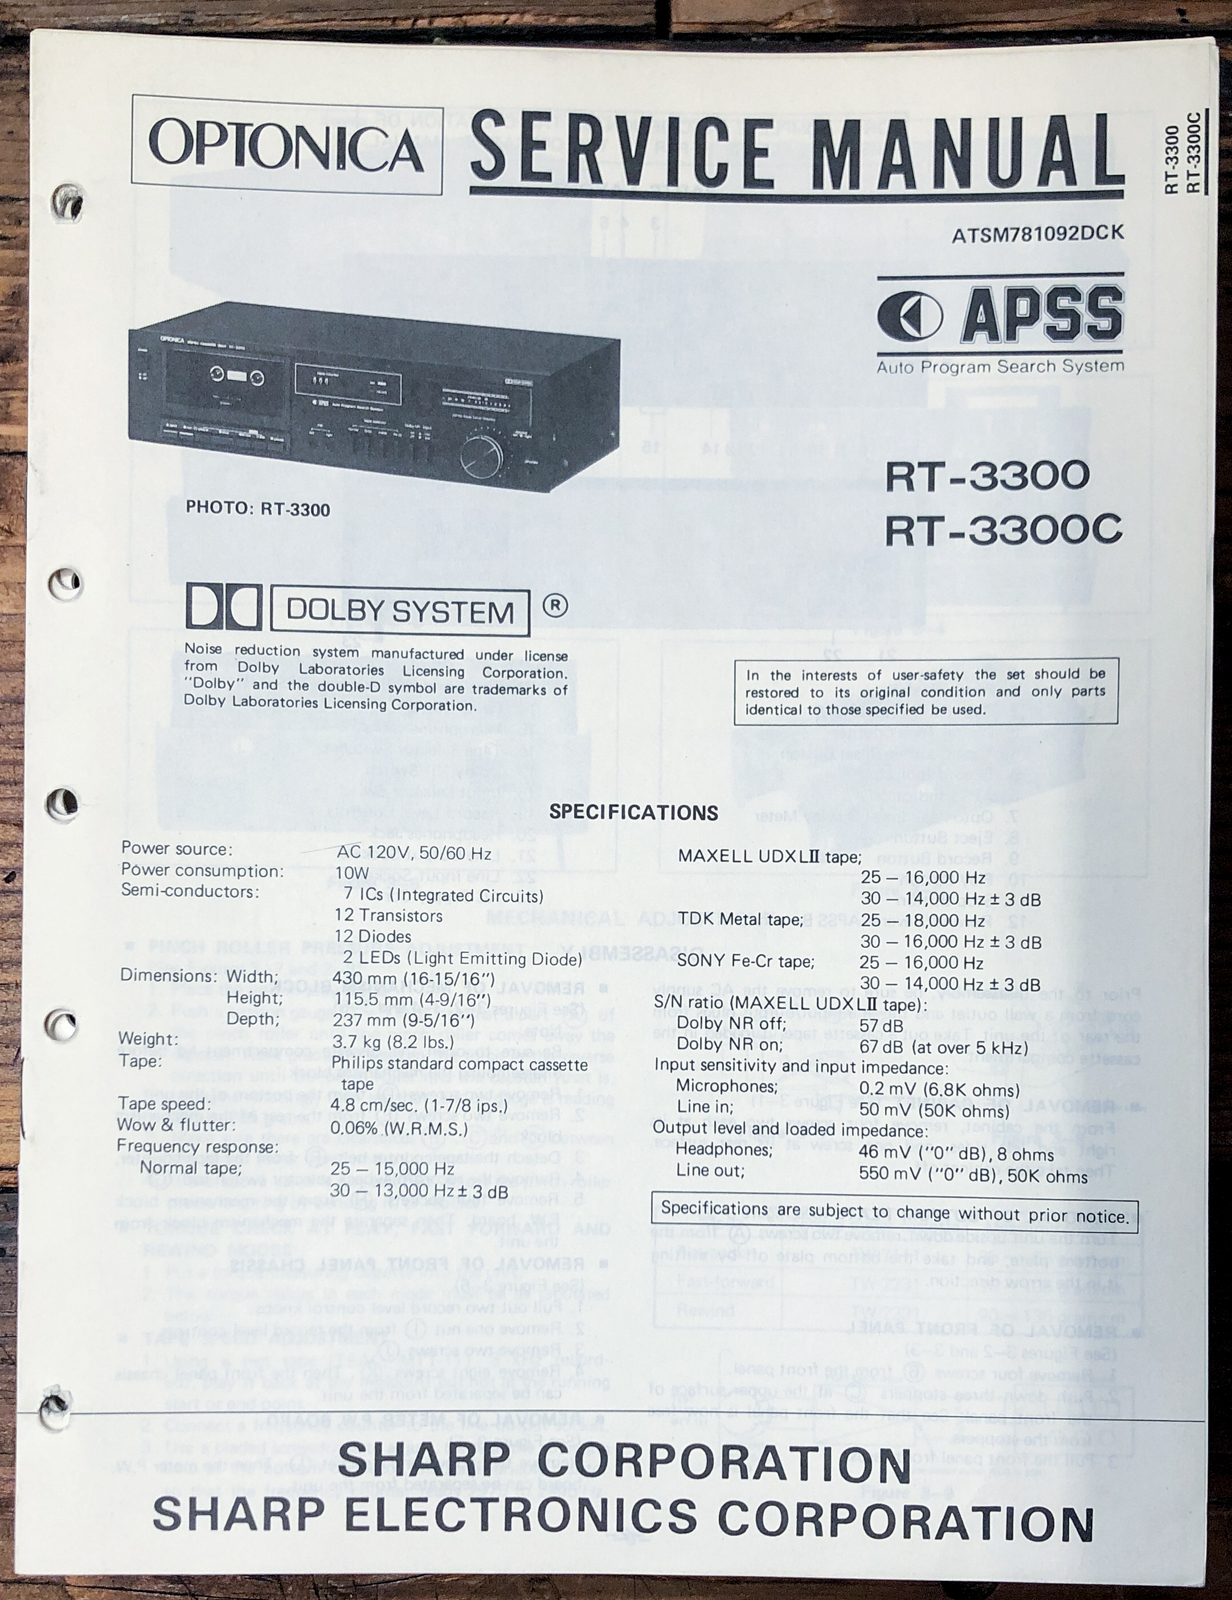 OPTONICA
SERVICE MANUAL
RT-3300
RT-3300C
ATSM781092DCK
APSS
Auto Program Search System
RT-3300
RT-3300C
OPTONICA
APSS Auto Program Search System
PHOTO: RT-3300
DOLBY SYSTEM ®
Noise reduction system manufactured under license
from Dolby Laboratories Licensing Corporation.
"Dolby" and the double-D symbol are trademarks of
Dolby Laboratories Licensing Corporation.
In the interests of user-safety the set should be
restored to its original condition and only parts
identical to those specified be used.
SPECIFICATIONS
Power source: AC 120V, 50/60 Hz
Power consumption: 10W
Semi-conductors: 7 ICs (Integrated Circuits)
12 Transistors
12 Diodes
2 LEDs (Light Emitting Diode)
Dimensions: Width; 430 mm (16-15/16")
Height; 115.5 mm (4-9/16")
Depth; 237 mm (9-5/16")
Weight: 3.7 kg (8.2 lbs.)
Tape: Philips standard compact cassette
tape
Tape speed: 4.8 cm/sec. (1-7/8 ips.)
Wow & flutter: 0.06% (W.R.M.S.)
Frequency response:
Normal tape; 25 – 15,000 Hz
30 – 13,000 Hz ± 3 dB
MAXELL UDXLII tape;
25 – 16,000 Hz
30 – 14,000 Hz ± 3 dB
TDK Metal tape; 25 – 18,000 Hz
30 – 16,000 Hz ± 3 dB
SONY Fe-Cr tape; 25 – 16,000 Hz
30 – 14,000 Hz ± 3 dB
S/N ratio (MAXELL UDXLII tape)
Dolby NR off; 57 dB
Dolby NR on; 67 dB (at over 5 kHz)
Input sensitivity and input impedance:
Microphones; 0.2 mV (6.8K ohms)
Line in; 50 mV (50K ohms)
Output level and loaded impedance:
Headphones; 46 mV ("0" dB), 8 ohms
Line out; 550 mV ("0" dB), 50K ohms
Specifications are subject to change without prior notice.
SHARP CORPORATION
SHARP ELECTRONICS CORPORATION